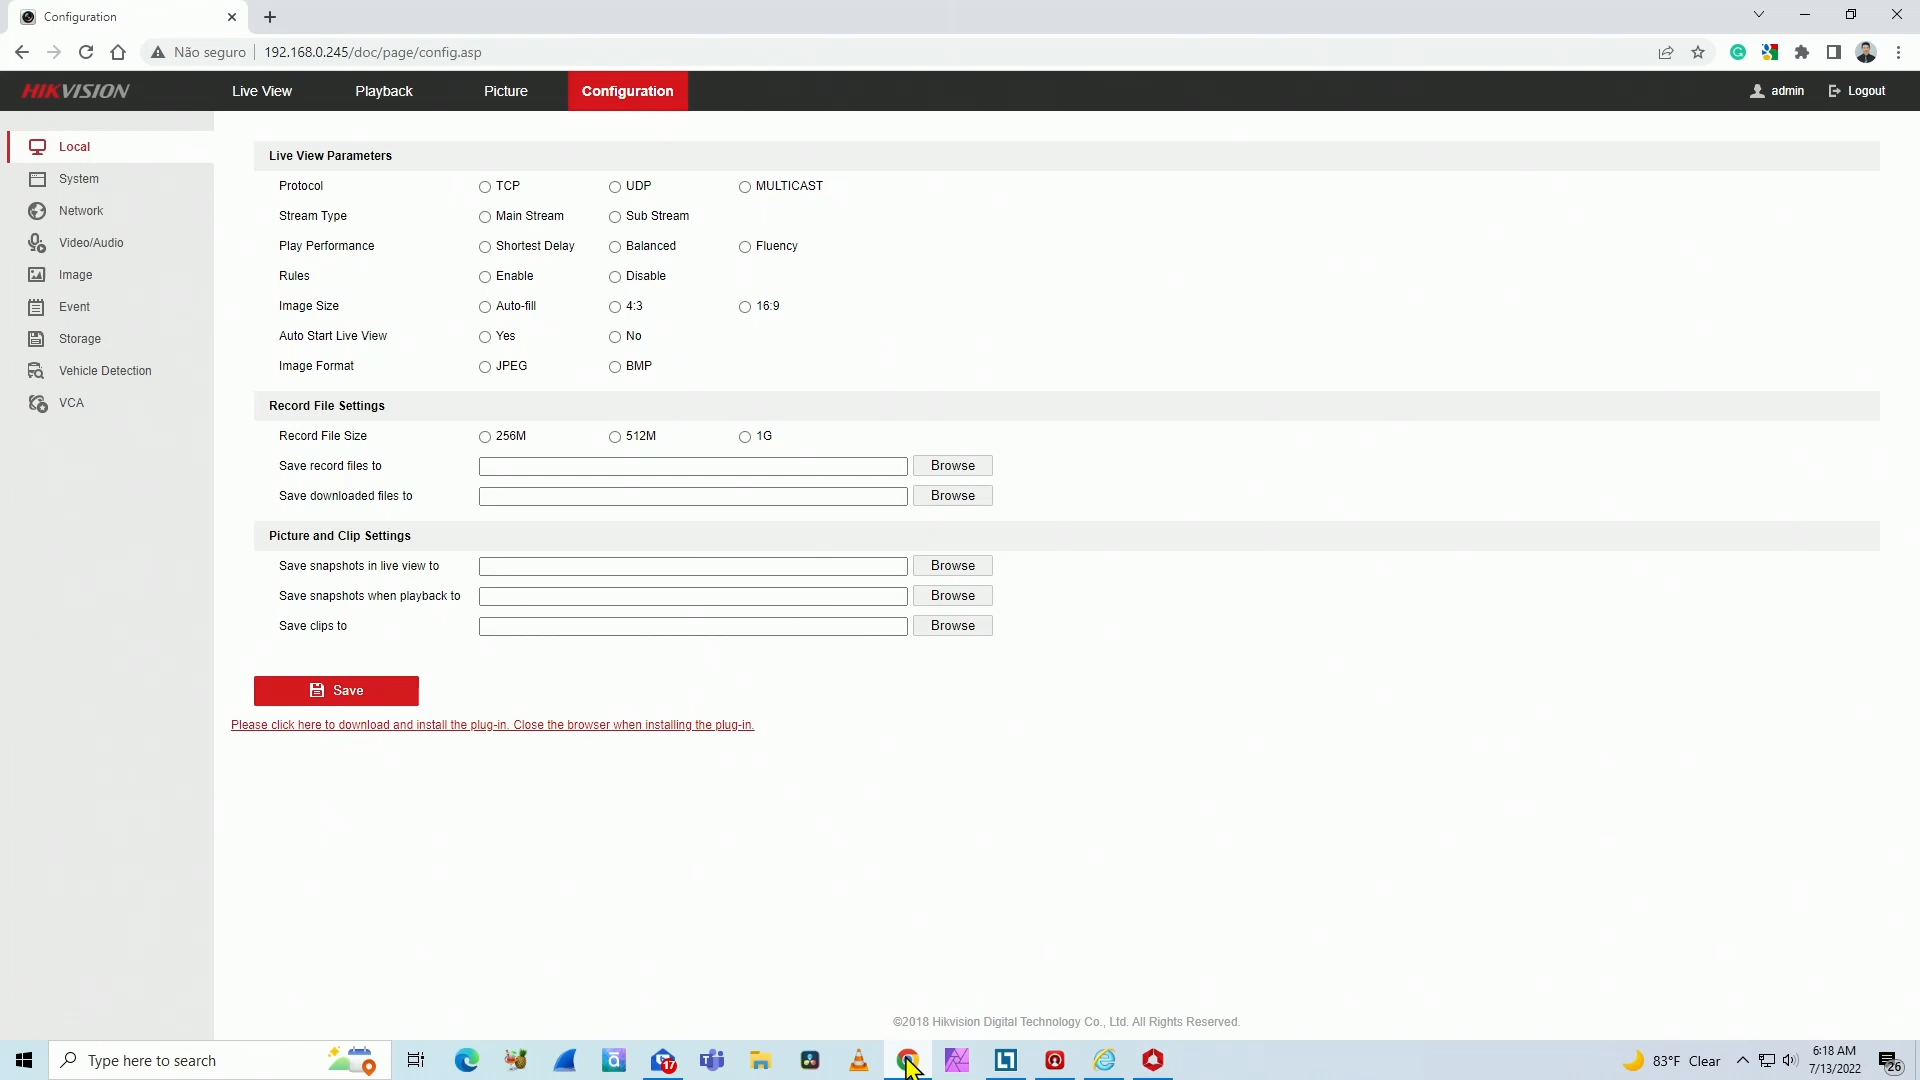 Configuration
Não seguro 192.168.0.245/doc/page/config.asp
HIKVISION Live View Playback Picture Configuration admin Logout
Local
System
Network
Video/Audio
Image
Event
Storage
Vehicle Detection
VCA
Live View Parameters
Protocol TCP UDP MULTICAST
Stream Type Main Stream Sub Stream
Play Performance Shortest Delay Balanced Fluency
Rules Enable Disable
Image Size Auto-fill 4:3 16:9
Auto Start Live View Yes No
Image Format JPEG BMP
Record File Settings
Record File Size 256M 512M 1G
Save record files to Browse
Save downloaded files to Browse
Picture and Clip Settings
Save snapshots in live view to Browse
Save snapshots when playback to Browse
Save clips to Browse
Save
Please click here to download and install the plug-in. Close the browser when installing the plug-in.
©2018 Hikvision Digital Technology Co., Ltd. All Rights Reserved.
Type here to search
17
83°F Clear
6:18 AM
7/13/2022
26